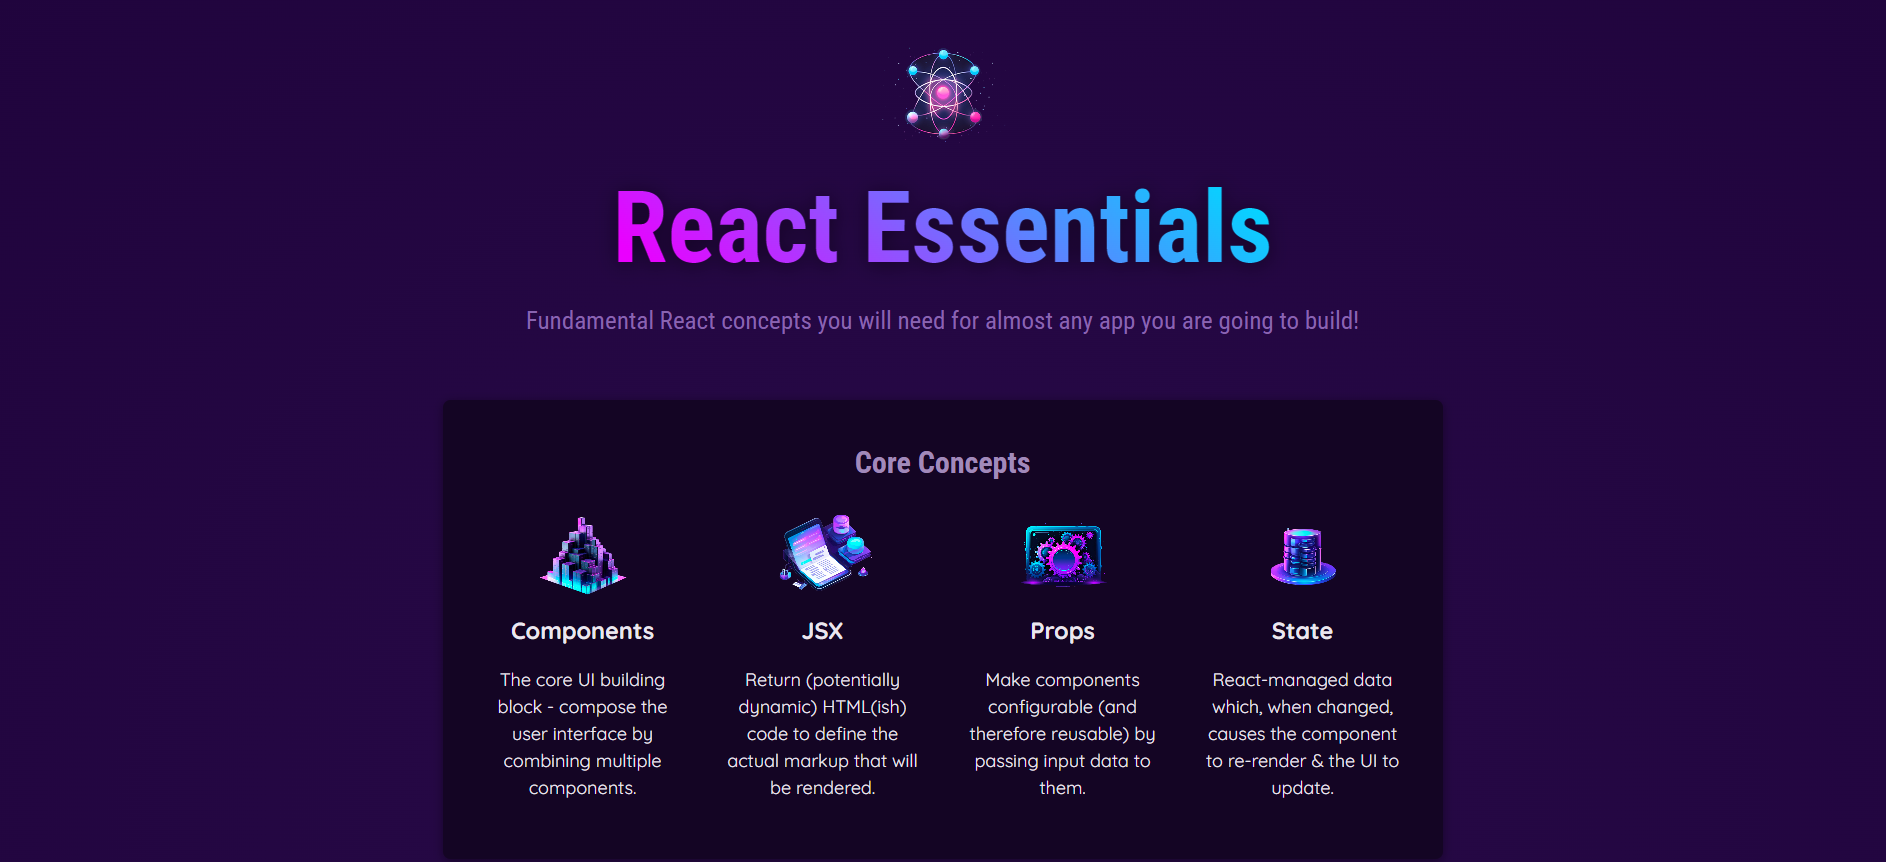 React Essentials
Fundamental React concepts you will need for almost any app you are going to build!
Core Concepts
Components
The core UI building
block - compose the
user interface by
combining multiple
components.
JSX
Return (potentially
dynamic) HTML(ish)
code to define the
actual markup that will
be rendered.
Props
Make components
configurable (and
therefore reusable) by
passing input data to
them.
State
React-managed data
which, when changed,
causes the component
to re-render & the UI to
update.